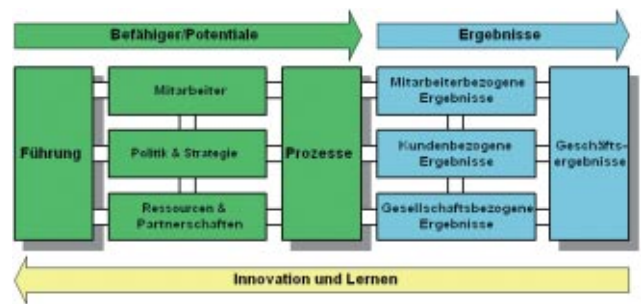 Befähiger/Potentiale
Ergebnisse
Führung
Mitarbeiter
Politik & Strategie
Ressourcen &
Partnerschaften
Prozesse
Mitarbeiterbezogene
Ergebnisse
Kundenbezogene
Ergebnisse
Gesellschaftsbezogene
Ergebnisse
Geschäfts-
ergebnisse
Innovation und Lernen